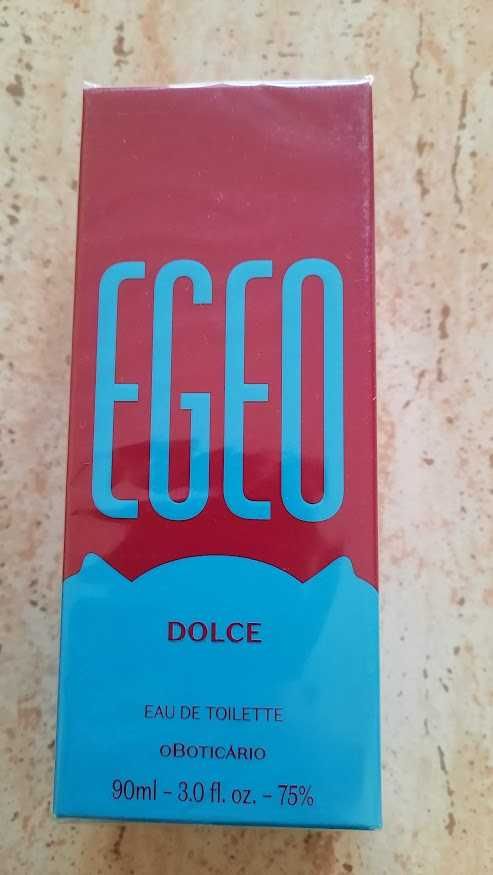 EGEO
DOLCE
EAU DE TOILETTE
oBOTICÁRIO
90ml - 3.0 fl. oz. - 75%